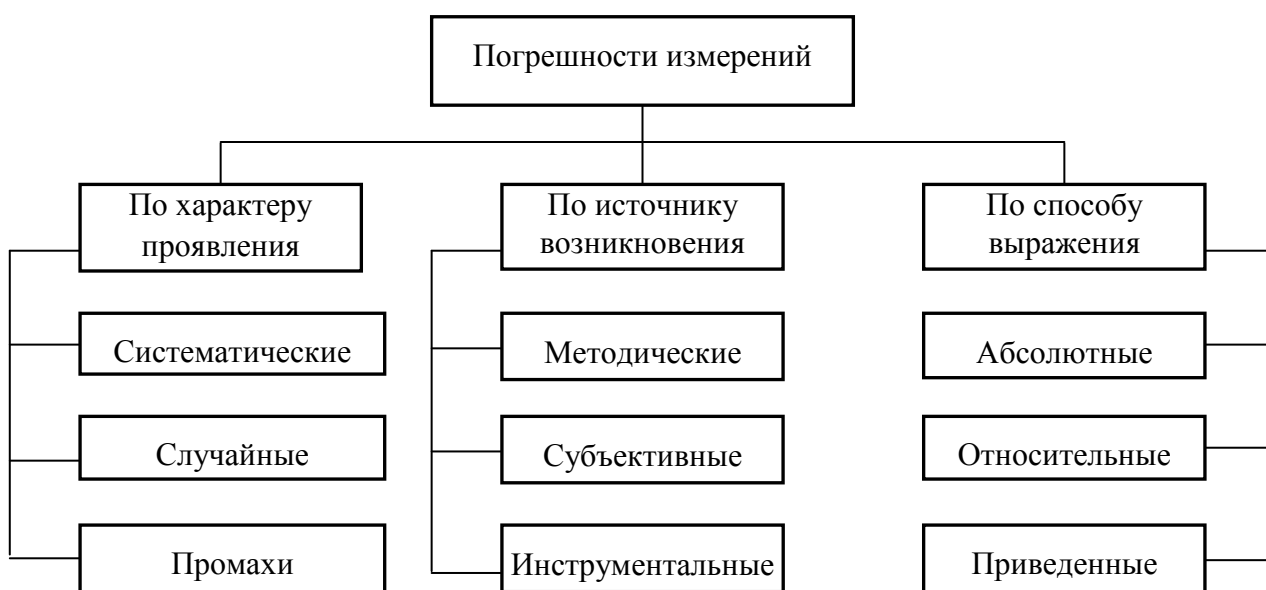 Погрешности измерений
По характеру
проявления
Систематические
Случайные
Промахи
По источнику
возникновения
Методические
Субъективные
Инструментальные
По способу
выражения
Абсолютные
Относительные
Приведенные